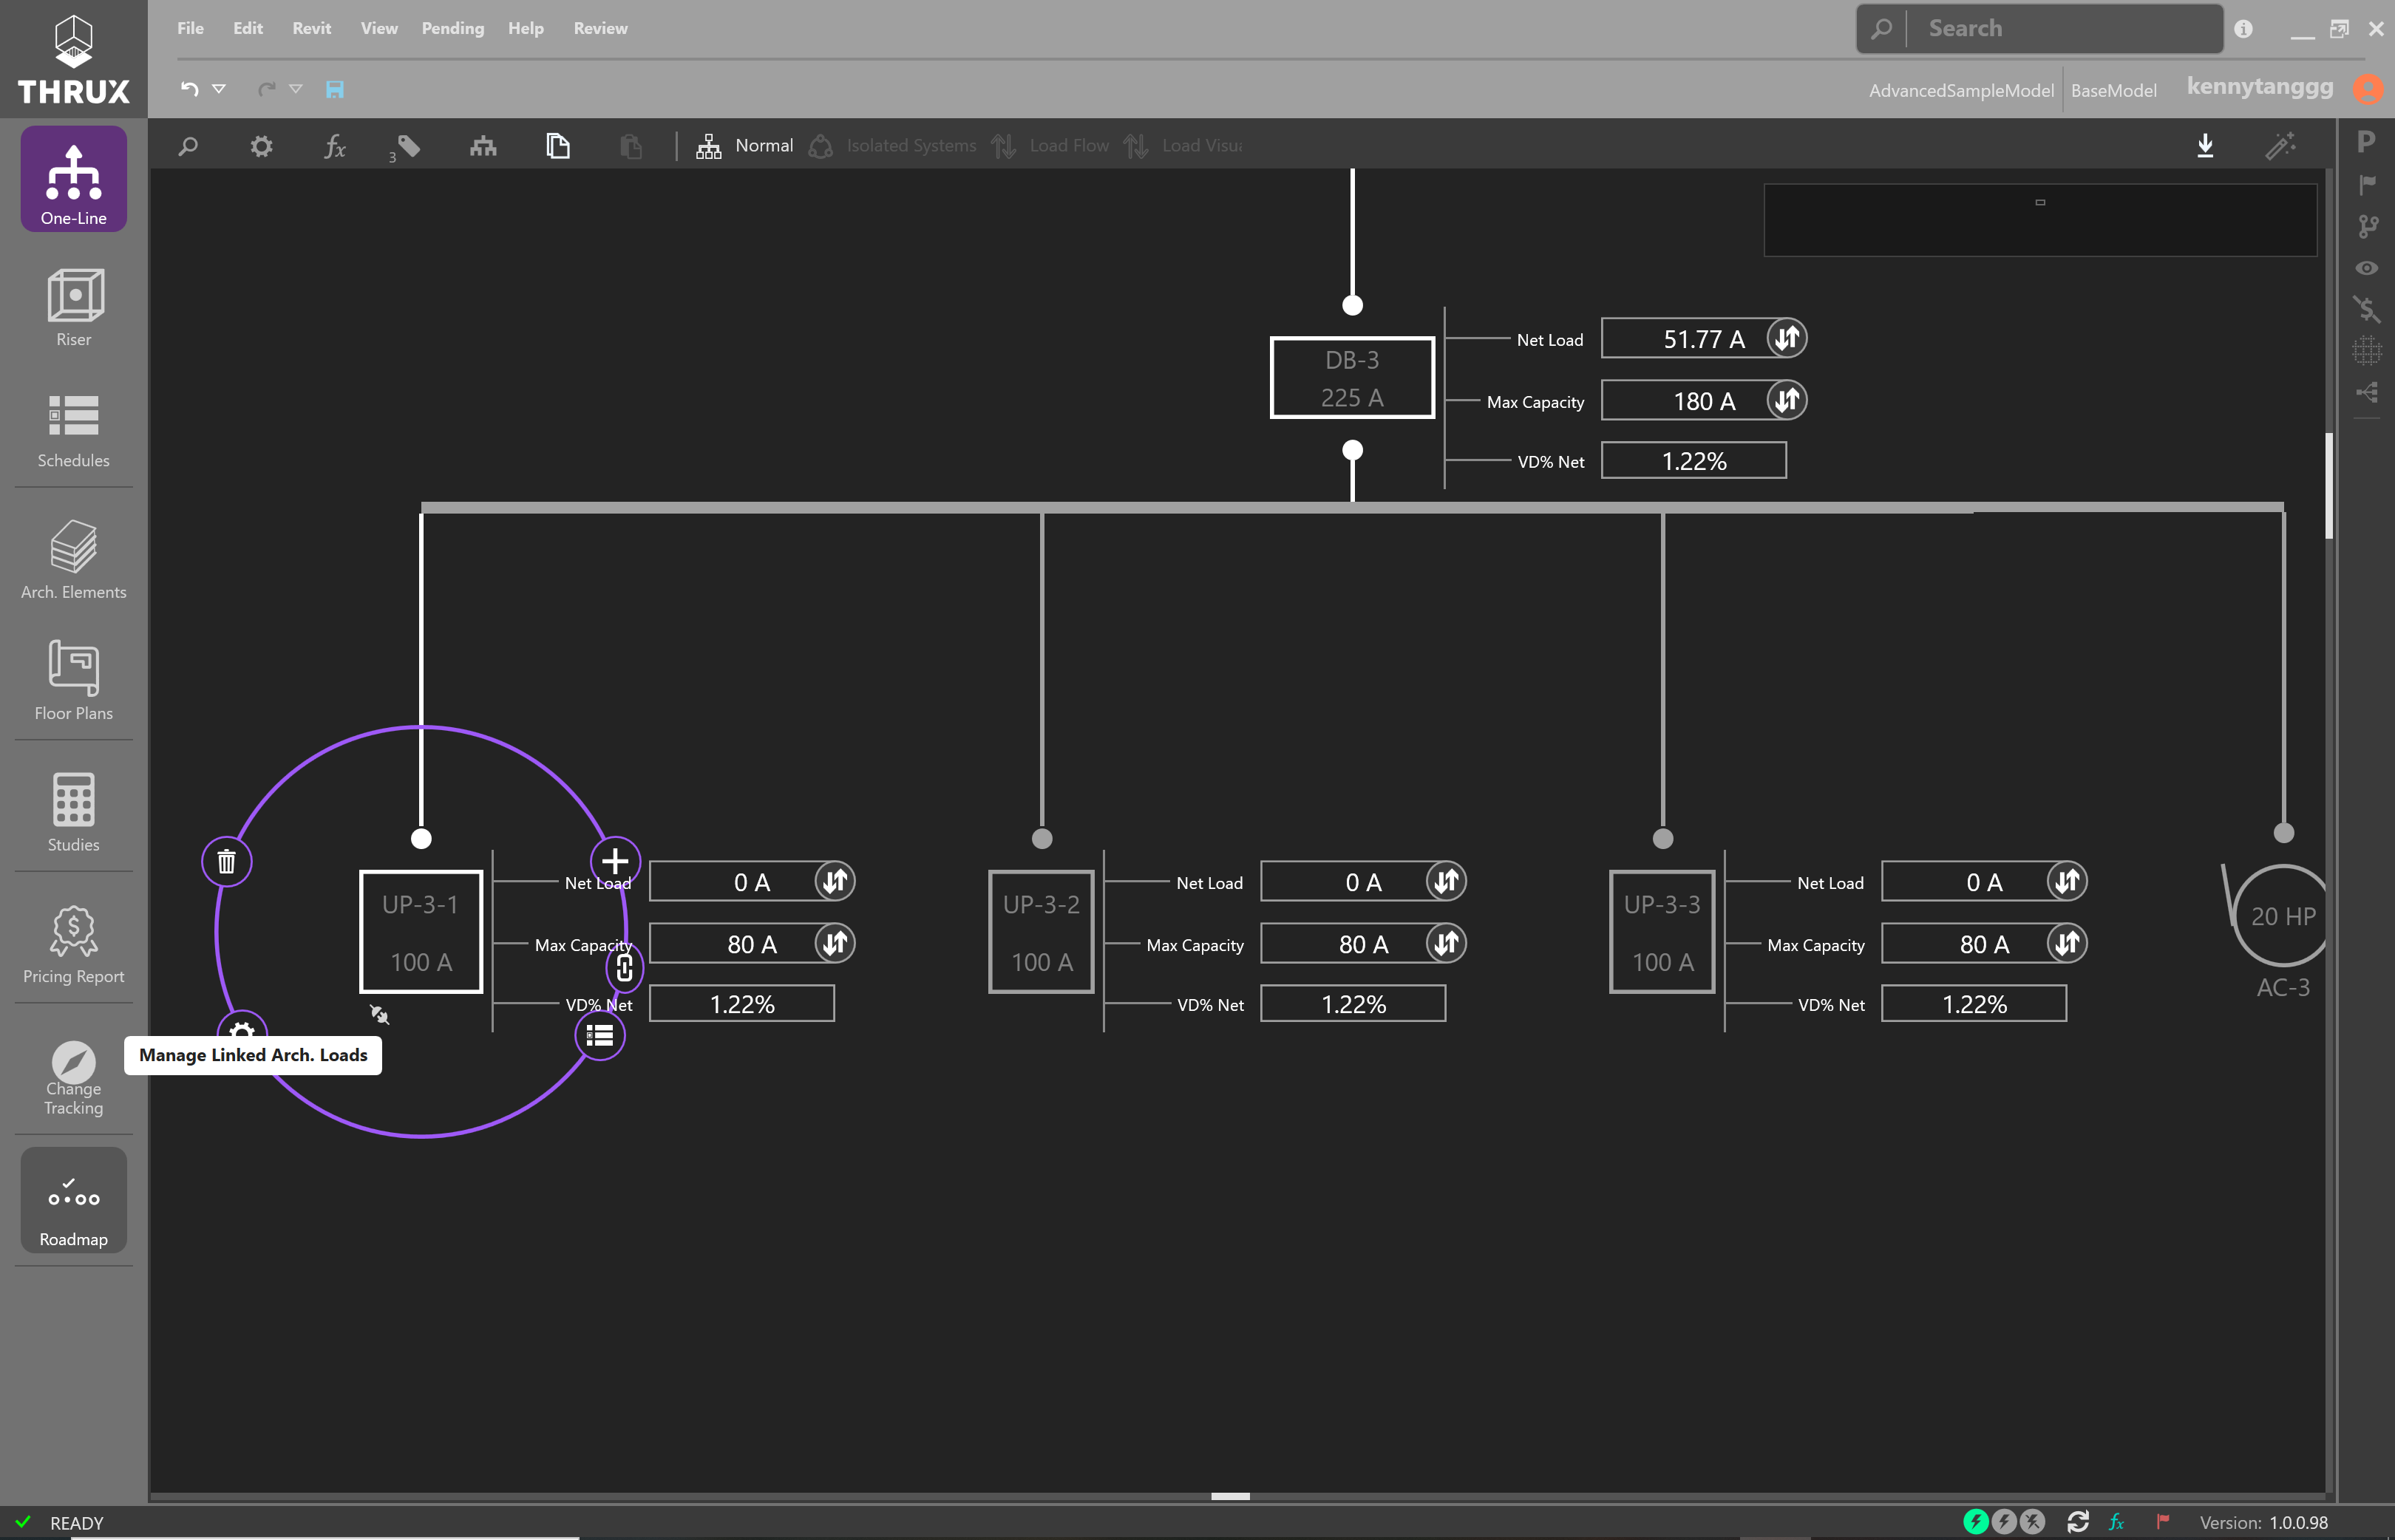 THRUX
File Edit Revit View Pending Help Review
Search
AdvancedSampleModel BaseModel kennytanggg
3
Normal Isolated Systems Load Flow Load Visu
P
One-Line
Riser
Schedules
Arch. Elements
Floor Plans
Studies
Pricing Report
Change
Tracking
Roadmap
DB-3
225 A
Net Load 51.77 A
Max Capacity 180 A
VD% Net 1.22%
UP-3-1
100 A
Net Load 0 A
Max Capacity 80 A
VD% Net 1.22%
UP-3-2
100 A
Net Load 0 A
Max Capacity 80 A
VD% Net 1.22%
UP-3-3
100 A
Net Load 0 A
Max Capacity 80 A
VD% Net 1.22%
20 HP
AC-3
Manage Linked Arch. Loads
READY
fx
Version: 1.0.0.98